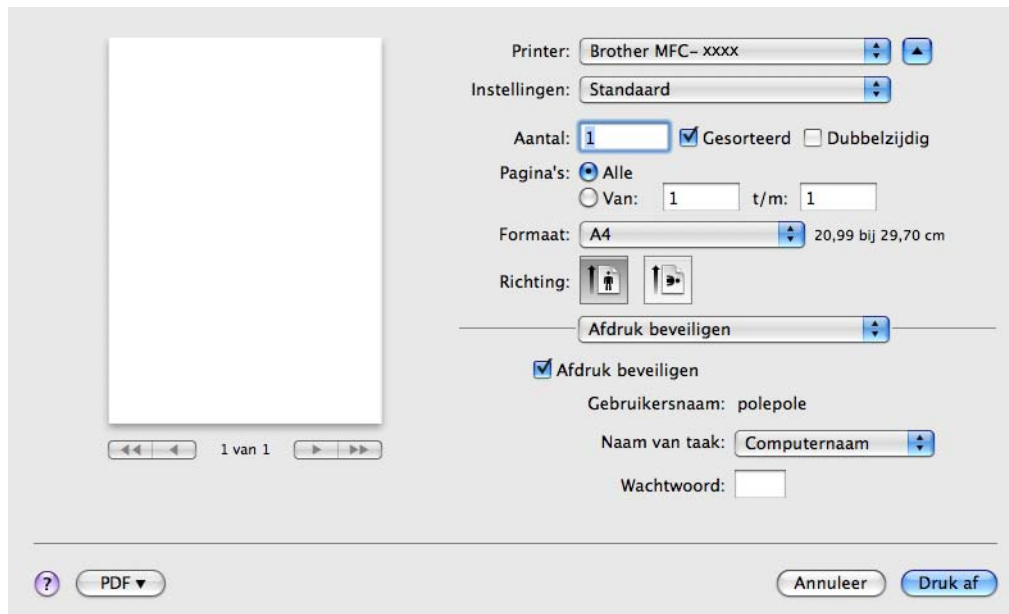 Printer: Brother MFC- xxxx
Instellingen: Standaard
Aantal: 1 Gesorteerd Dubbelzijdig
Pagina's: Alle
Van: 1 t/m: 1
Formaat: A4 20,99 bij 29,70 cm
Richting:
Afdruk beveiligen
Afdruk beveiligen
Gebruikersnaam: polepole
Naam van taak: Computernaam
Wachtwoord:
1 van 1
? PDF Annuleer Druk af